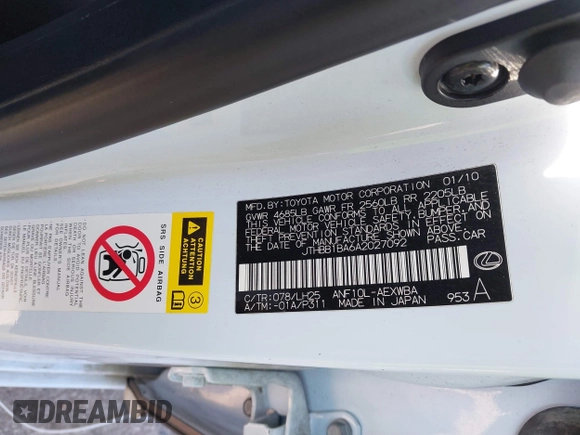 MFD.BY:TOYOTA MOTOR CORPORATION 01/10
GVWR 4685LB GAWR FR 2560LB RR 2205LB
THIS VEHICLE CONFORMS TO ALL APPLICABLE
FEDERAL MOTOR VEHICLE SAFETY, BUMPER, AND
THEFT PREVENTION STANDARDS IN EFFECT ON
THE DATE OF MANUFACTURE SHOWN ABOVE.
JTHBB1BA6A2027092 PASS.CAR
C/TR:078/LH25 ANF10L-AEXWBA
A/TM:-01A/P311 MADE IN JAPAN 953 A
CAUTION
SRS SIDE AIRBAG
3
DREAMBID